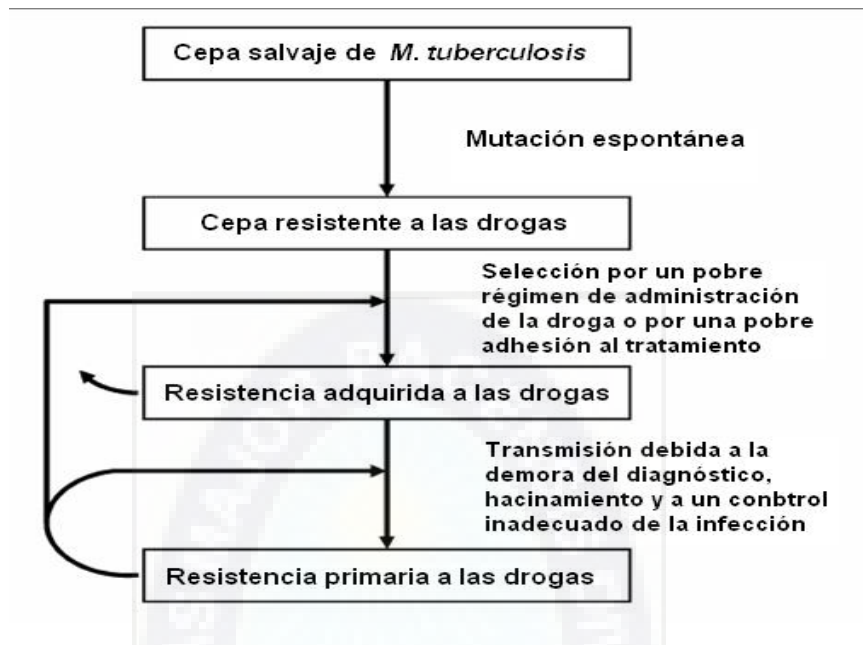 Cepa salvaje de M. tuberculosis
Mutación espontánea
Cepa resistente a las drogas
Selección por un pobre
régimen de administración
de la droga o por una pobre
adhesión al tratamiento
Resistencia adquirida a las drogas
Transmisión debida a la
demora del diagnóstico,
hacinamiento y a un conbtrol
inadecuado de la infección
Resistencia primaria a las drogas